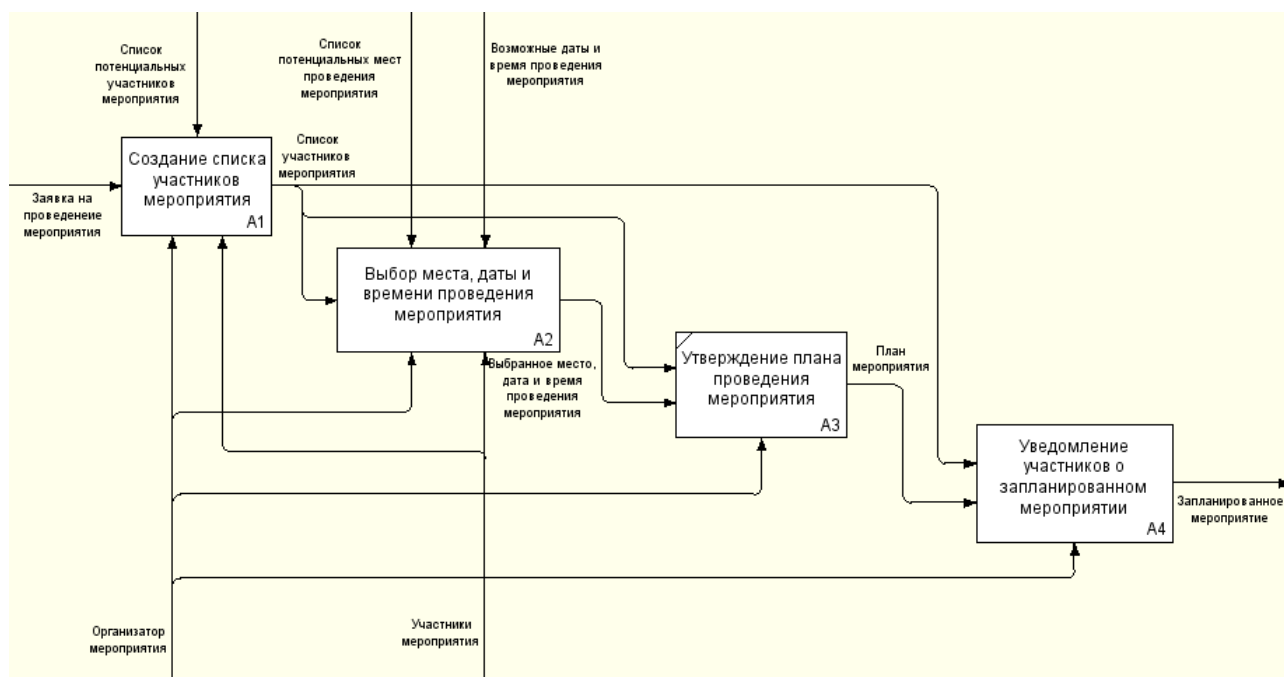 Список
потенциальных
участников
мероприятия
Список
потенциальных мест
проведения
мероприятия
Возможные даты и
время проведения
мероприятия
Создание списка
участников
мероприятия
A1
Список
участников
мероприятия
Заявка на
проведенеие
мероприятия
Выбор места, даты и
времени проведения
мероприятия
A2
Выбранное место,
дата и время
проведения
мероприятия
Утверждение плана
проведения
мероприятия
A3
План
мероприятия
Уведомление
участников о
запланированном
мероприятии
A4
Запланированное
мероприятие
Организатор
мероприятия
Участники
мероприятия